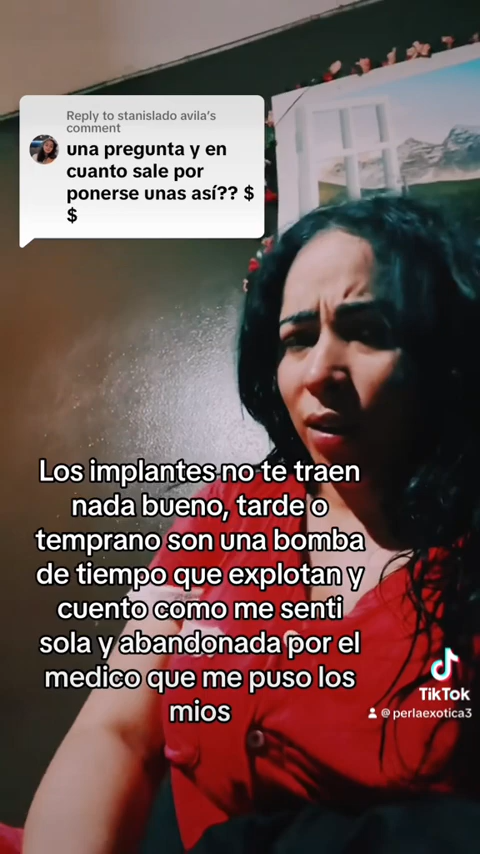 Reply to stanislado avila's
comment
una pregunta y en
cuanto sale por
ponerse unas así?? $
$
Los implantes no te traen
nada bueno, tarde o
temprano son una bomba
de tiempo que explotan y
cuento como me senti
sola y abandonada por el
medico que me puso los
mios
TikTok
@perlaexotica3